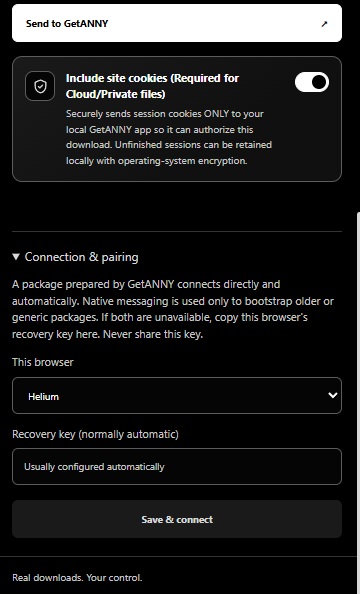 Send to GetANNY ↗
Include site cookies (Required for
Cloud/Private files)
Securely sends session cookies ONLY to your
local GetANNY app so it can authorize this
download. Unfinished sessions can be retained
locally with operating-system encryption.
▼ Connection & pairing
A package prepared by GetANNY connects directly and
automatically. Native messaging is used only to bootstrap older or
generic packages. If both are unavailable, copy this browser's
recovery key here. Never share this key.
This browser
Helium
Recovery key (normally automatic)
Usually configured automatically
Save & connect
Real downloads. Your control.